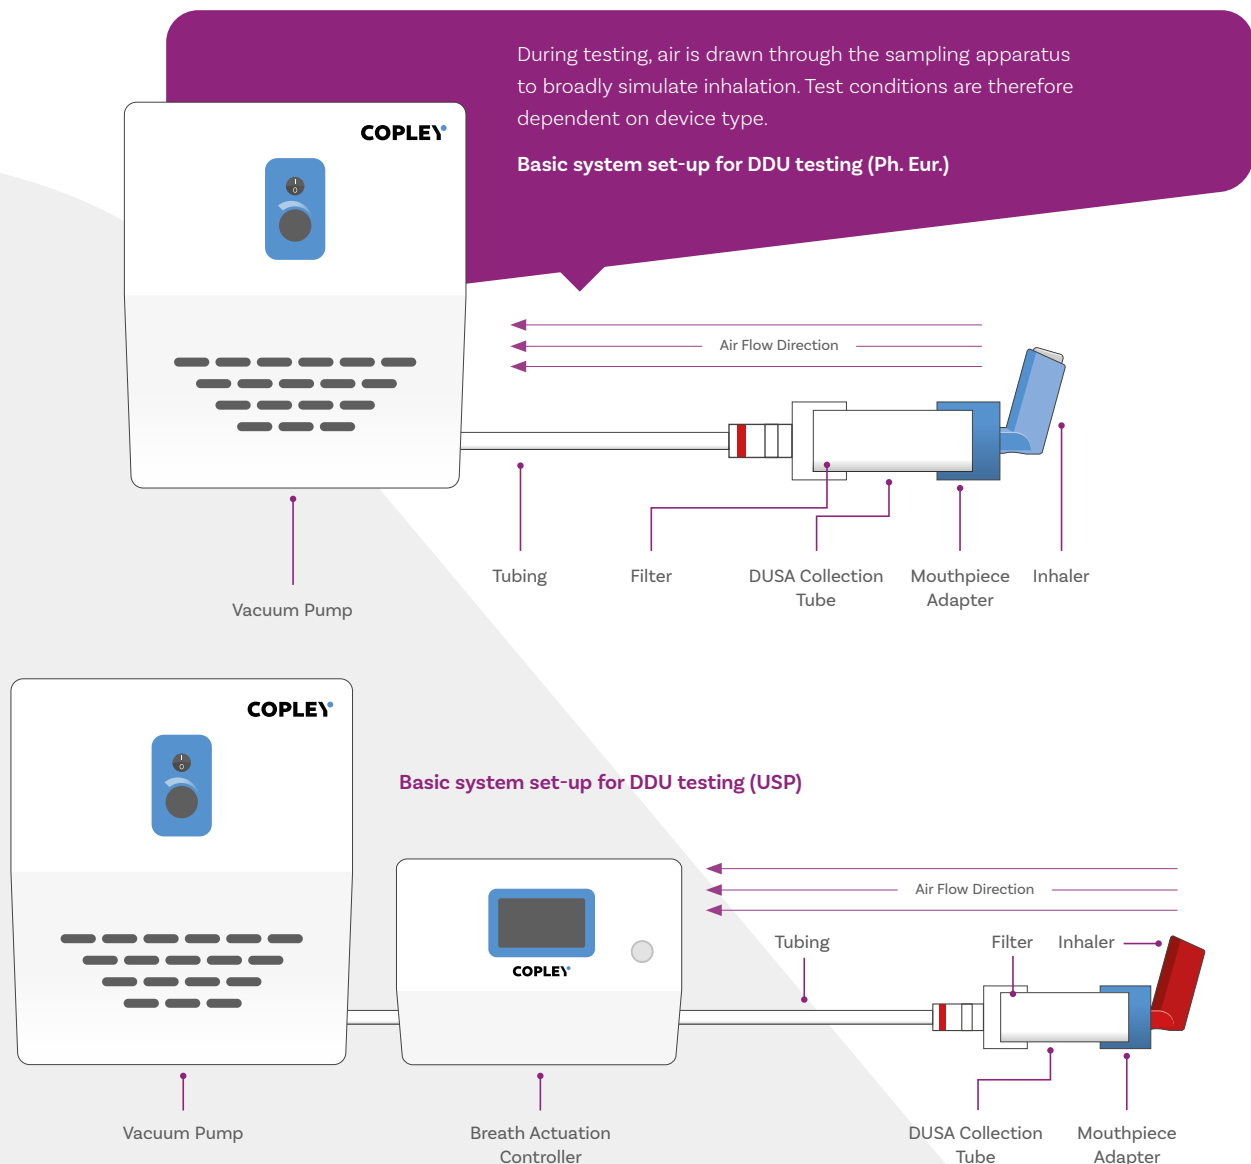 During testing, air is drawn through the sampling apparatus
to broadly simulate inhalation. Test conditions are therefore
dependent on device type.
Basic system set-up for DDU testing (Ph. Eur.)
COPLEY
I
0
Air Flow Direction
Tubing
Filter
DUSA Collection
Tube
Mouthpiece
Adapter
Inhaler
Vacuum Pump
COPLEY
I
0
Basic system set-up for DDU testing (USP)
Air Flow Direction
Tubing
Filter
Inhaler
COPLEY
Vacuum Pump
Breath Actuation
Controller
DUSA Collection
Tube
Mouthpiece
Adapter